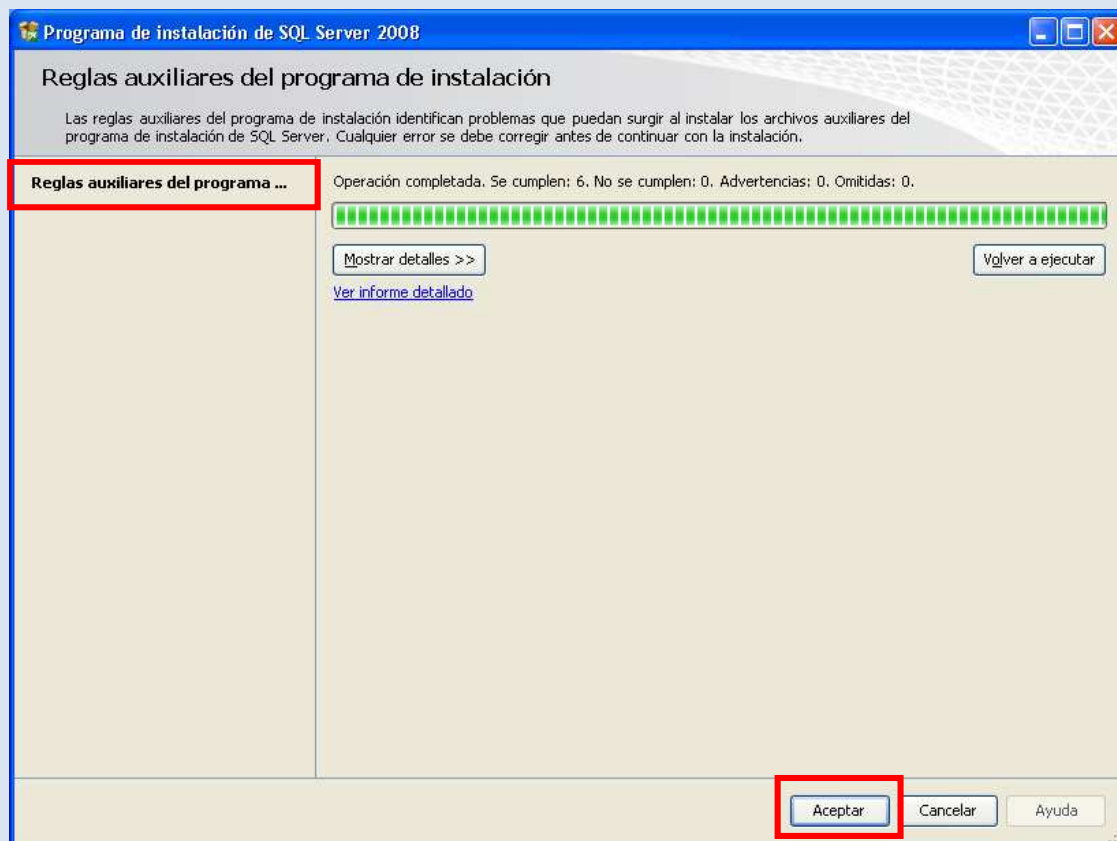 Programa de instalación de SQL Server 2008
Reglas auxiliares del programa de instalación
Las reglas auxiliares del programa de instalación identifican problemas que puedan surgir al instalar los archivos auxiliares del
programa de instalación de SQL Server. Cualquier error se debe corregir antes de continuar con la instalación.
Reglas auxiliares del programa ...
Operación completada. Se cumplen: 6. No se cumplen: 0. Advertencias: 0. Omitidas: 0.
Mostrar detalles >>
Volver a ejecutar
Ver informe detallado
Aceptar
Cancelar
Ayuda